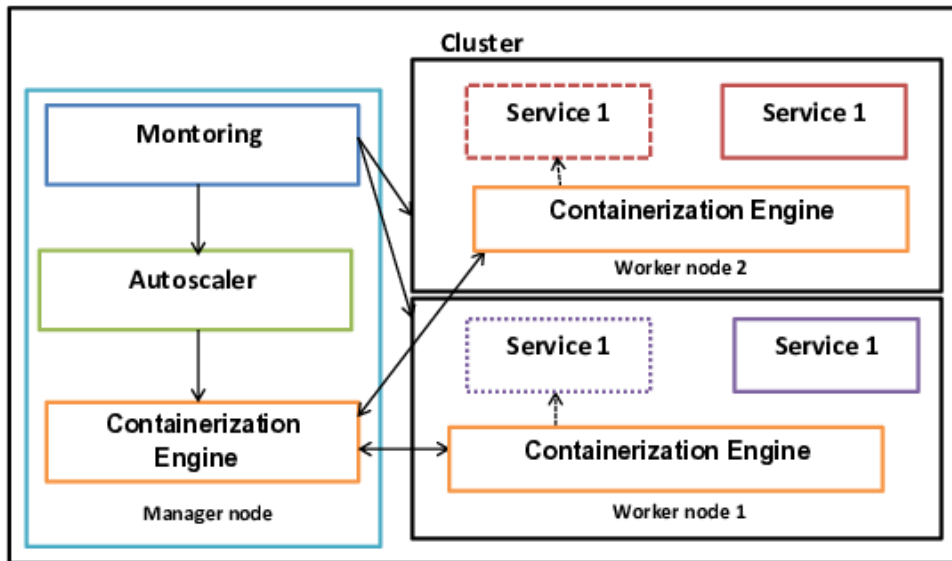 Cluster
Montoring
Autoscaler
Containerization
Engine
Manager node
Service 1
Service 1
Containerization Engine
Worker node 2
Service 1
Service 1
Containerization Engine
Worker node 1